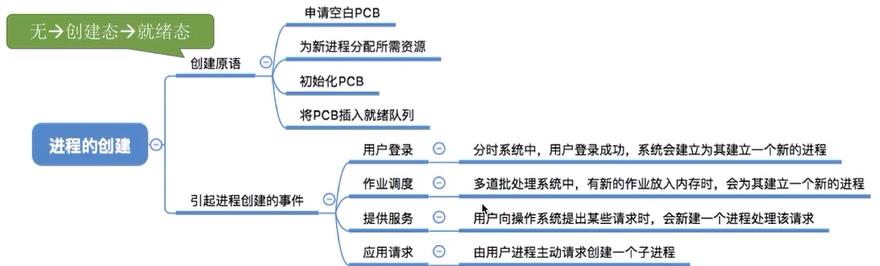 无→创建态→就绪态
申请空白PCB
为新进程分配所需资源
创建原语
初始化PCB
将PCB插入就绪队列
进程的创建
用户登录
分时系统中，用户登录成功，系统会建立为其建立一个新的进程
作业调度
多道批处理系统中，有新的作业放入内存时，会为其建立一个新的进程
引起进程创建的事件
提供服务
用户向操作系统提出某些请求时，会新建一个进程处理该请求
应用请求
由用户进程主动请求创建一个子进程